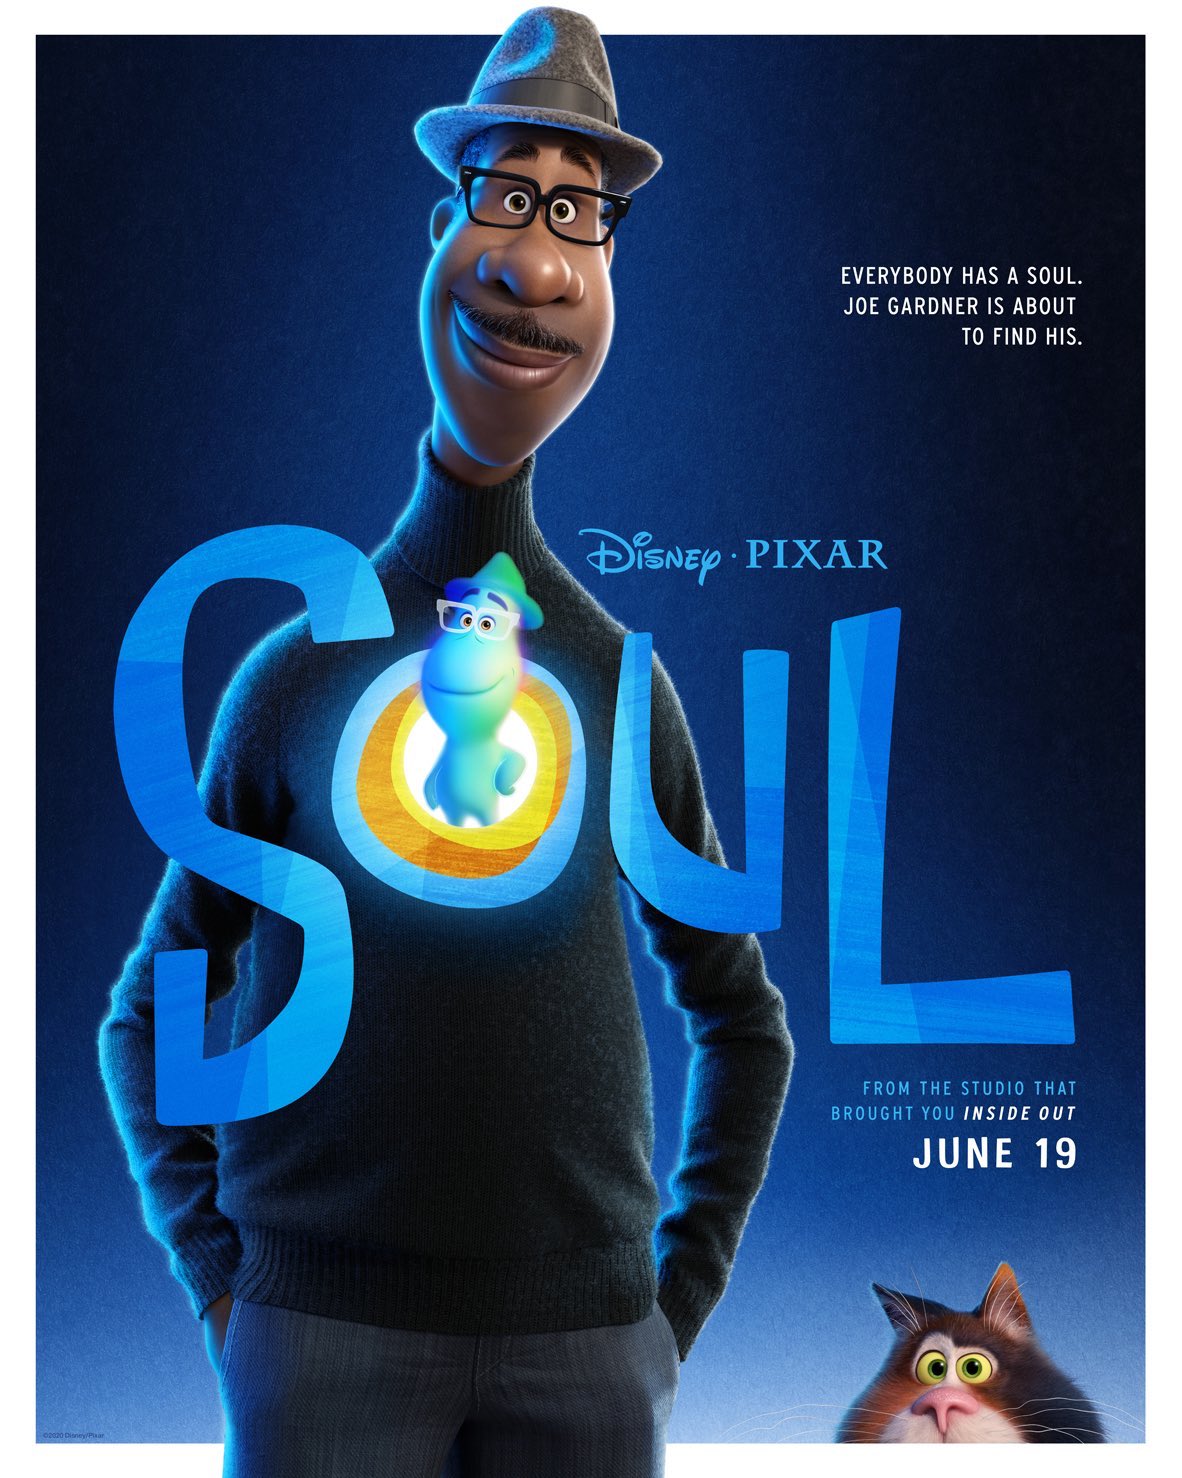 EVERYBODY HAS A SOUL.
JOE GARDNER IS ABOUT
TO FIND HIS.
DISNEY · PIXAR
SOUL
FROM THE STUDIO THAT
BROUGHT YOU INSIDE OUT
JUNE 19
©2020 Disney/Pixar